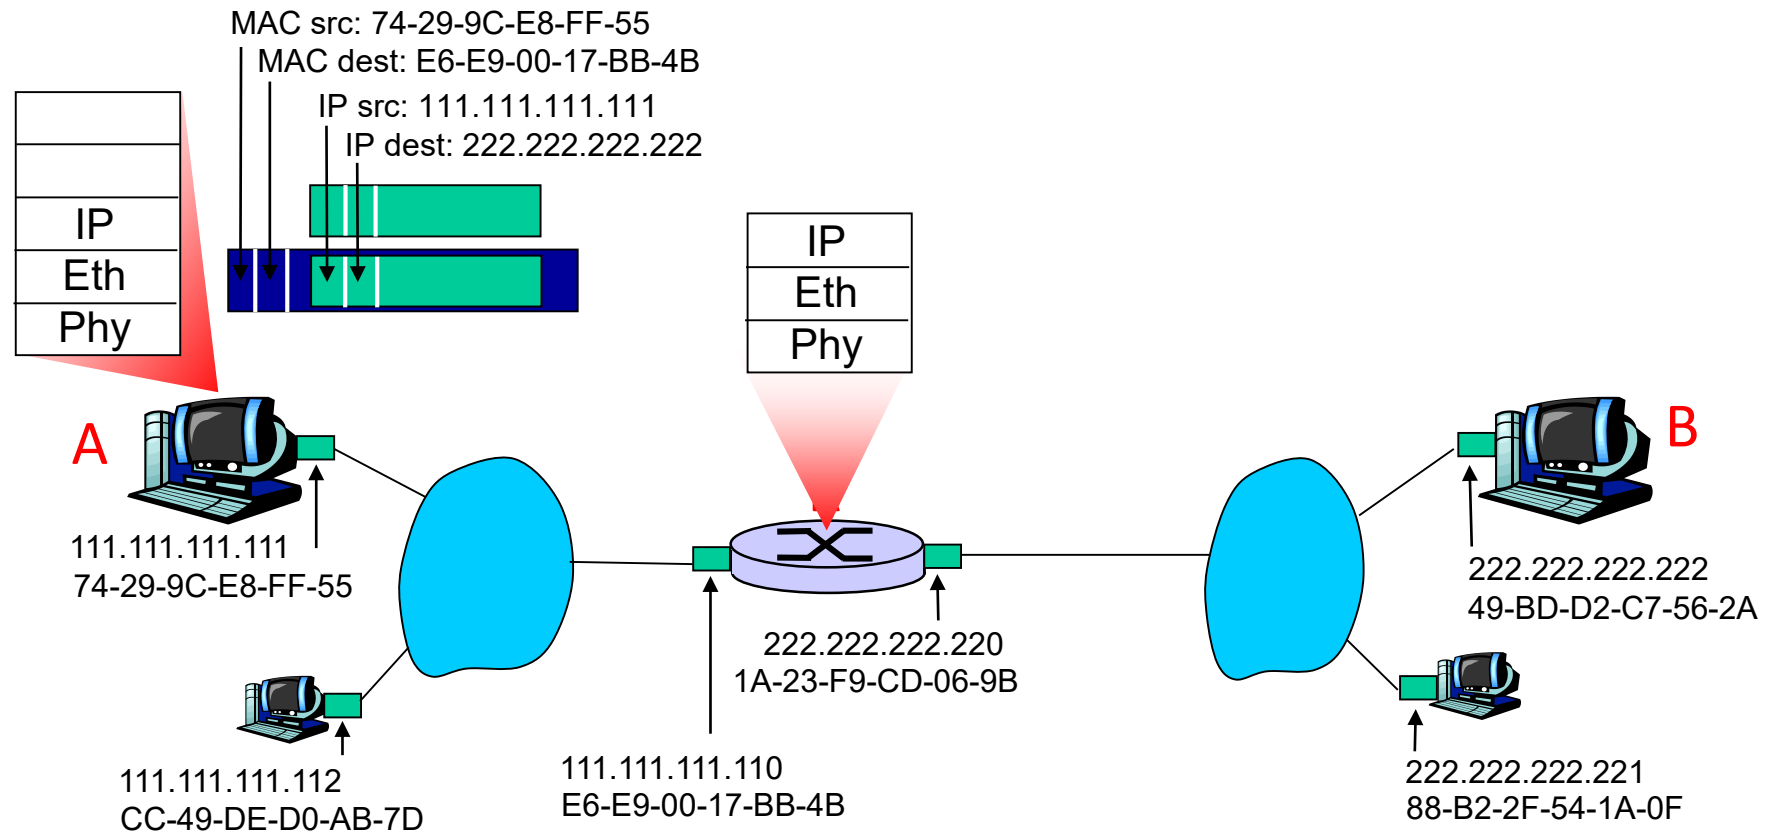 MAC src: 74-29-9C-E8-FF-55
MAC dest: E6-E9-00-17-BB-4B
IP src: 111.111.111.111
IP dest: 222.222.222.222
IP
Eth
Phy
IP
Eth
Phy
A
B
111.111.111.111
74-29-9C-E8-FF-55
222.222.222.222
49-BD-D2-C7-56-2A
222.222.222.220
1A-23-F9-CD-06-9B
111.111.111.112
CC-49-DE-D0-AB-7D
111.111.111.110
E6-E9-00-17-BB-4B
222.222.222.221
88-B2-2F-54-1A-0F